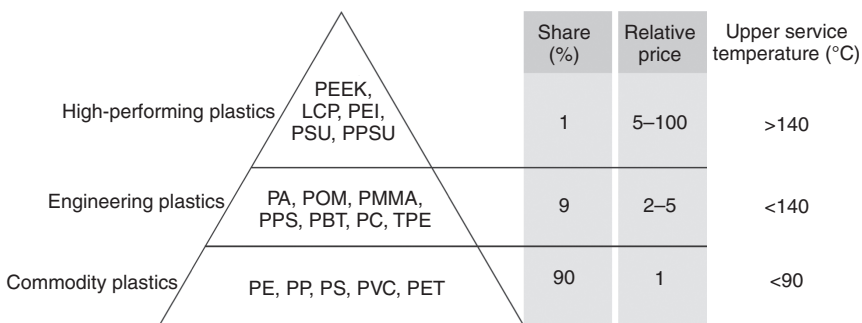 Share
(%)
Relative
price
Upper service
temperature (°C)
High-performing plastics
PEEK,
LCP, PEI,
PSU, PPSU
1
5–100
>140
Engineering plastics
PA, POM, PMMA,
PPS, PBT, PC, TPE
9
2–5
<140
Commodity plastics
PE, PP, PS, PVC, PET
90
1
<90